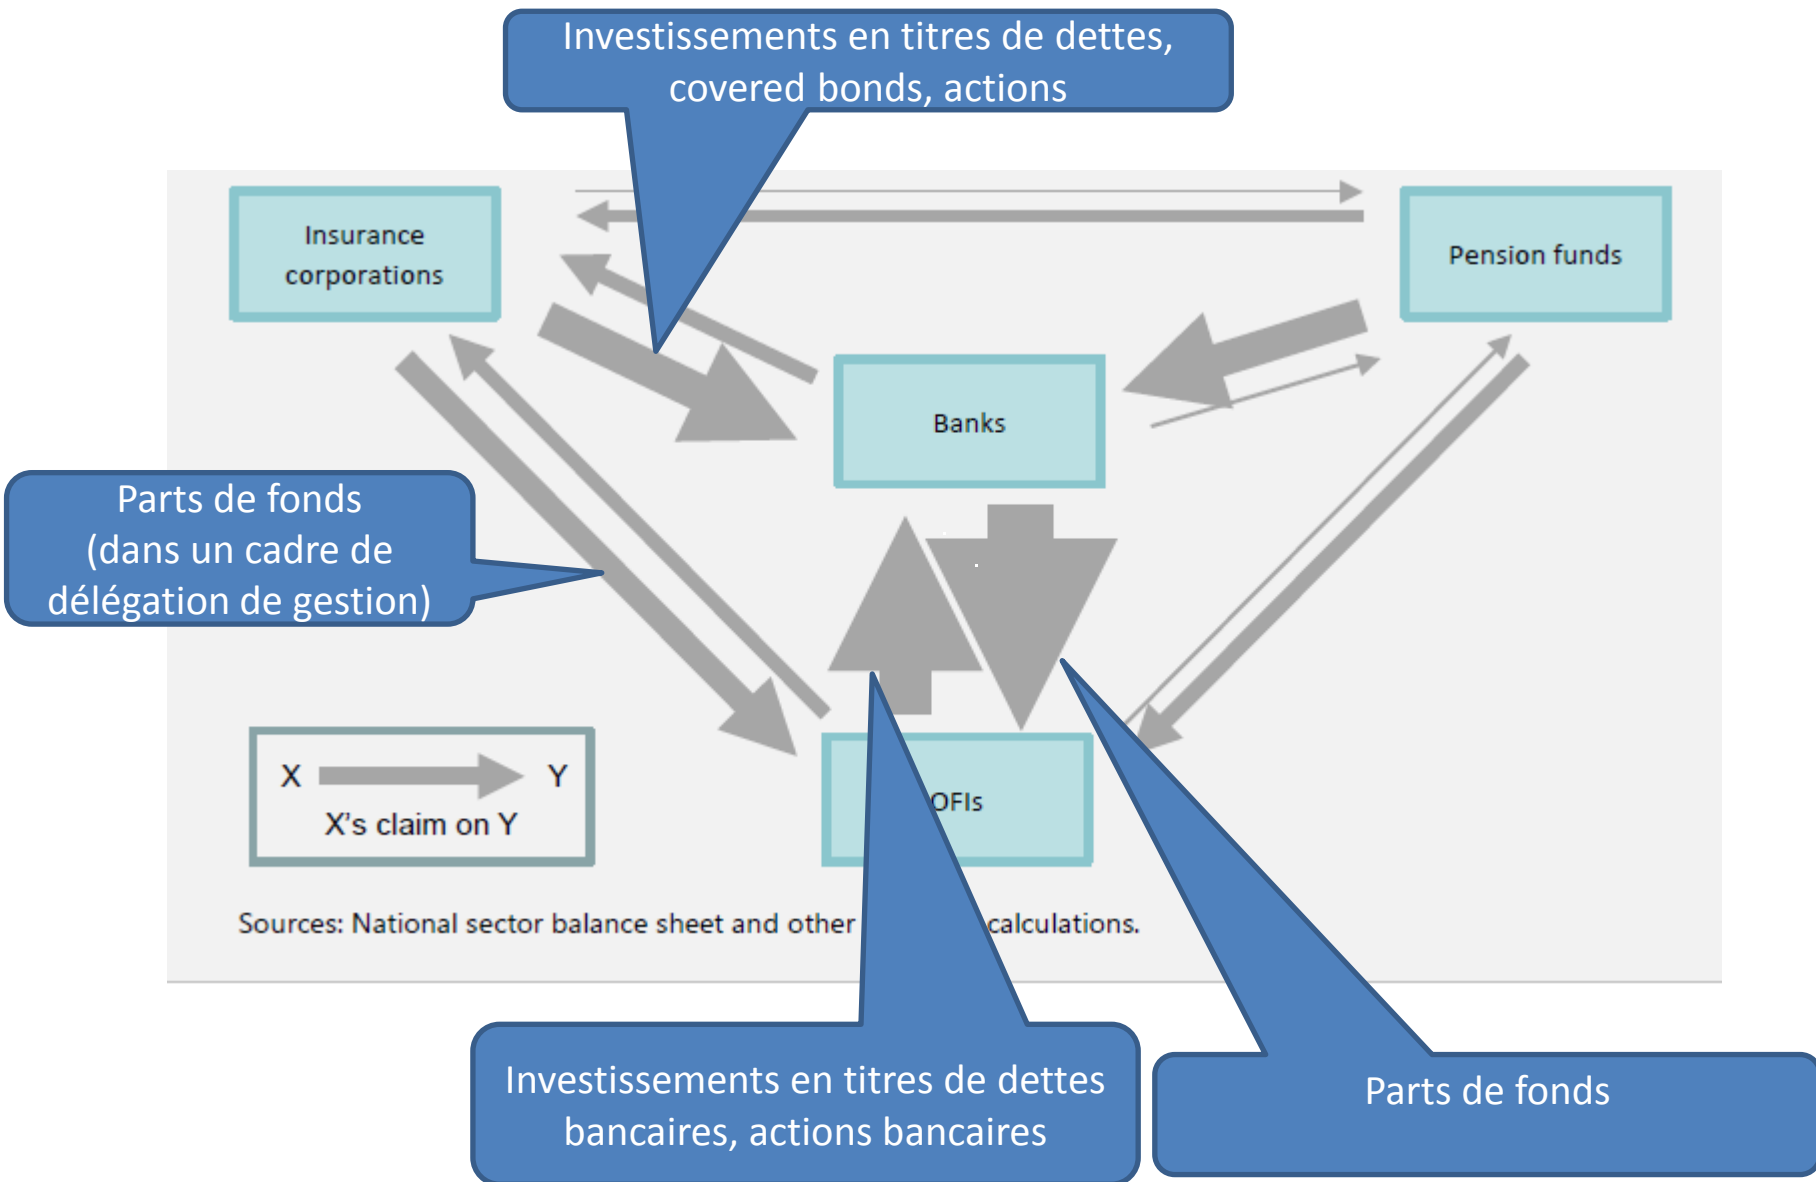 Investissements en titres de dettes,
covered bonds, actions
Insurance
corporations
Pension funds
Banks
Parts de fonds
(dans un cadre de
délégation de gestion)
X Y
X's claim on Y
OFIs
Sources: National sector balance sheet and other calculations.
Investissements en titres de dettes
bancaires, actions bancaires
Parts de fonds